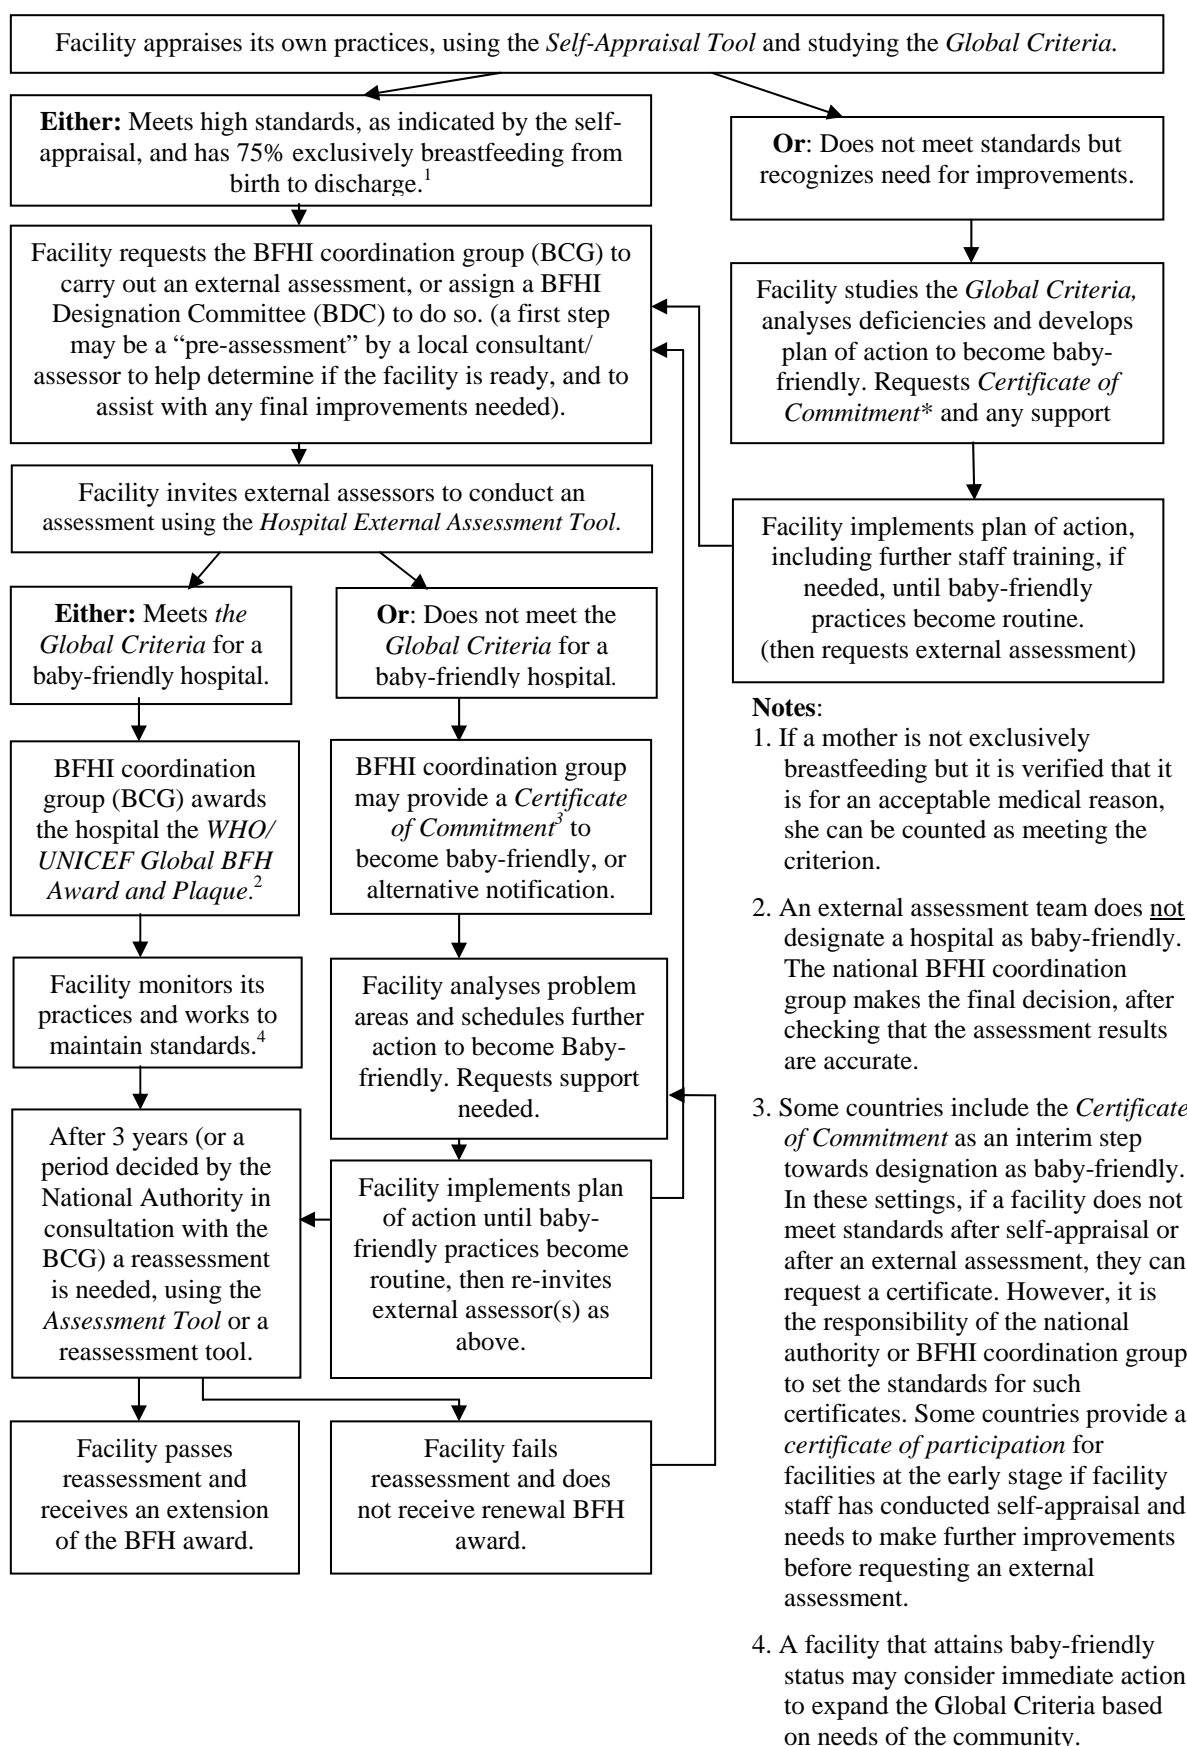 Facility appraises its own practices, using the Self-Appraisal Tool and studying the Global Criteria.
Either: Meets high standards, as indicated by the self-
appraisal, and has 75% exclusively breastfeeding from
birth to discharge.1
Or: Does not meet standards but
recognizes need for improvements.
Facility requests the BFHI coordination group (BCG) to
carry out an external assessment, or assign a BFHI
Designation Committee (BDC) to do so. (a first step
may be a “pre-assessment” by a local consultant/
assessor to help determine if the facility is ready, and to
assist with any final improvements needed).
Facility studies the Global Criteria,
analyses deficiencies and develops
plan of action to become baby-
friendly. Requests Certificate of
Commitment* and any support
Facility invites external assessors to conduct an
assessment using the Hospital External Assessment Tool.
Facility implements plan of action,
including further staff training, if
needed, until baby-friendly
practices become routine.
(then requests external assessment)
Either: Meets the
Global Criteria for a
baby-friendly hospital.
Or: Does not meet the
Global Criteria for a
baby-friendly hospital.
BFHI coordination
group (BCG) awards
the hospital the WHO/
UNICEF Global BFH
Award and Plaque.2
BFHI coordination group
may provide a Certificate
of Commitment3 to
become baby-friendly, or
alternative notification.
Facility monitors its
practices and works to
maintain standards.4
Facility analyses problem
areas and schedules further
action to become Baby-
friendly. Requests support
needed.
After 3 years (or a
period decided by the
National Authority in
consultation with the
BCG) a reassessment
is needed, using the
Assessment Tool or a
reassessment tool.
Facility implements plan
of action until baby-
friendly practices become
routine, then re-invites
external assessor(s) as
above.
Facility passes
reassessment and
receives an extension
of the BFH award.
Facility fails
reassessment and does
not receive renewal BFH
award.
Notes:
1. If a mother is not exclusively
breastfeeding but it is verified that it
is for an acceptable medical reason,
she can be counted as meeting the
criterion.
2. An external assessment team does not
designate a hospital as baby-friendly.
The national BFHI coordination
group makes the final decision, after
checking that the assessment results
are accurate.
3. Some countries include the Certificate
of Commitment as an interim step
towards designation as baby-friendly.
In these settings, if a facility does not
meet standards after self-appraisal or
after an external assessment, they can
request a certificate. However, it is
the responsibility of the national
authority or BFHI coordination group
to set the standards for such
certificates. Some countries provide a
certificate of participation for
facilities at the early stage if facility
staff has conducted self-appraisal and
needs to make further improvements
before requesting an external
assessment.
4. A facility that attains baby-friendly
status may consider immediate action
to expand the Global Criteria based
on needs of the community.